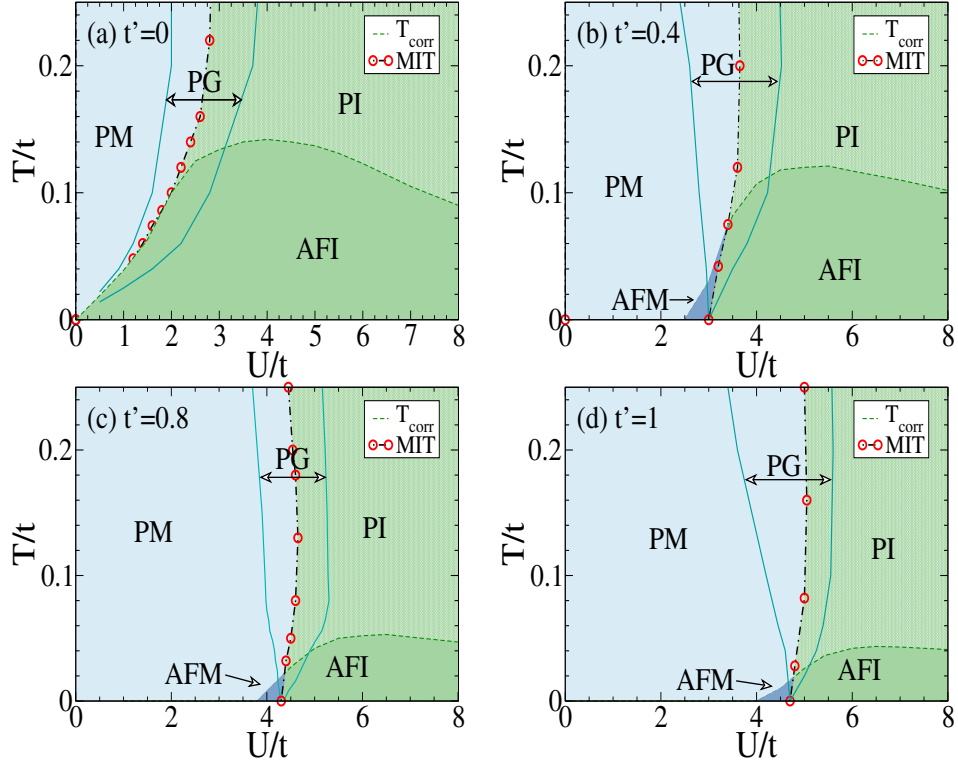 (a) t'=0
T_corr
MIT
PG
PI
PM
AFI
T/t
0.2
0.1
0
0 1 2 3 4 5 6 7 8
U/t
(b) t'=0.4
T_corr
MIT
PG
PI
PM
AFI
AFM
T/t
0.2
0.1
0
0 2 4 6 8
U/t
(c) t'=0.8
T_corr
MIT
PG
PM
PI
AFM
AFI
T/t
0.2
0.1
0
0 2 4 6 8
U/t
(d) t'=1
T_corr
MIT
PG
PM
PI
AFM
AFI
T/t
0.2
0.1
0
0 2 4 6 8
U/t